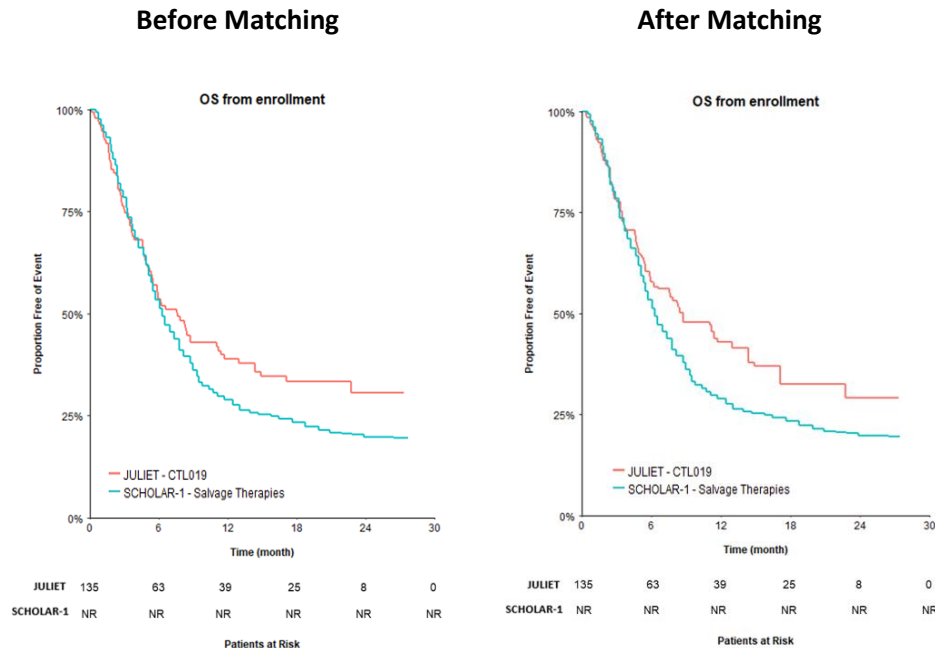 Before Matching
OS from enrollment
100%
75%
50%
25%
0%
Proportion Free of Event
JULIET - CTL019
SCHOLAR-1 - Salvage Therapies
0 6 12 18 24 30
Time (month)
JULIET 135 63 39 25 8 0
SCHOLAR-1 NR NR NR NR NR NR
Patients at Risk
After Matching
OS from enrollment
100%
75%
50%
25%
0%
Proportion Free of Event
JULIET - CTL019
SCHOLAR-1 - Salvage Therapies
0 6 12 18 24 30
Time (month)
JULIET 135 63 39 25 8 0
SCHOLAR-1 NR NR NR NR NR NR
Patients at Risk